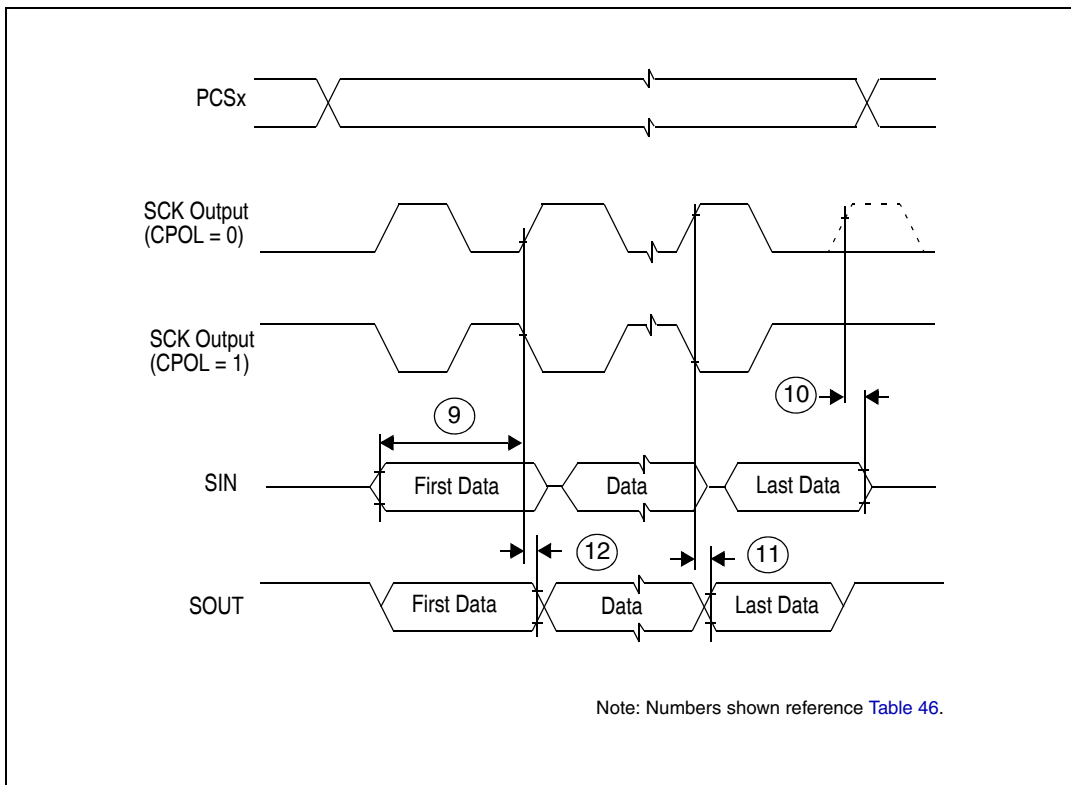 PCSx
SCK Output
(CPOL = 0)
SCK Output
(CPOL = 1)
10
9
SIN
First Data
Data
Last Data
12
11
SOUT
First Data
Data
Last Data
Note: Numbers shown reference Table 46.